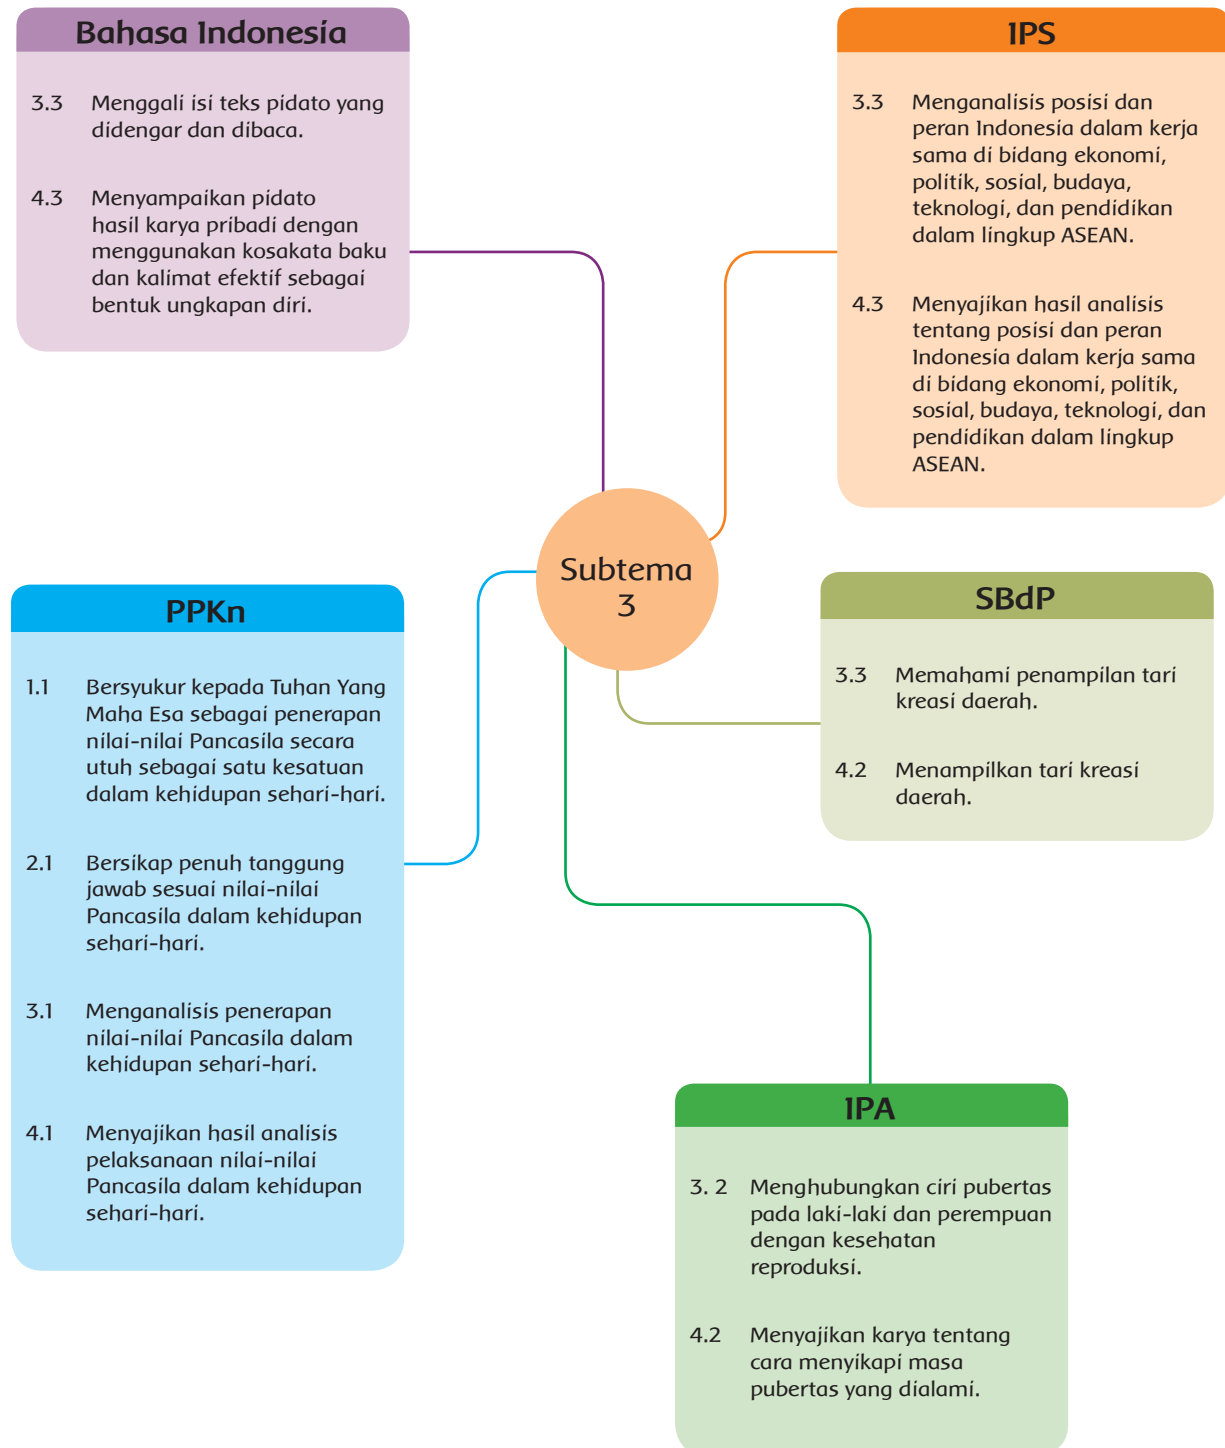 Bahasa Indonesia
3.3 Menggali isi teks pidato yang
didengar dan dibaca.
4.3 Menyampaikan pidato
hasil karya pribadi dengan
menggunakan kosakata baku
dan kalimat efektif sebagai
bentuk ungkapan diri.
IPS
3.3 Menganalisis posisi dan
peran Indonesia dalam kerja
sama di bidang ekonomi,
politik, sosial, budaya,
teknologi, dan pendidikan
dalam lingkup ASEAN.
4.3 Menyajikan hasil analisis
tentang posisi dan peran
Indonesia dalam kerja sama
di bidang ekonomi, politik,
sosial, budaya, teknologi, dan
pendidikan dalam lingkup
ASEAN.
Subtema
3
PPKn
1.1 Bersyukur kepada Tuhan Yang
Maha Esa sebagai penerapan
nilai-nilai Pancasila secara
utuh sebagai satu kesatuan
dalam kehidupan sehari-hari.
2.1 Bersikap penuh tanggung
jawab sesuai nilai-nilai
Pancasila dalam kehidupan
sehari-hari.
3.1 Menganalisis penerapan
nilai-nilai Pancasila dalam
kehidupan sehari-hari.
4.1 Menyajikan hasil analisis
pelaksanaan nilai-nilai
Pancasila dalam kehidupan
sehari-hari.
SBdP
3.3 Memahami penampilan tari
kreasi daerah.
4.2 Menampilkan tari kreasi
daerah.
IPA
3. 2 Menghubungkan ciri pubertas
pada laki-laki dan perempuan
dengan kesehatan
reproduksi.
4.2 Menyajikan karya tentang
cara menyikapi masa
pubertas yang dialami.